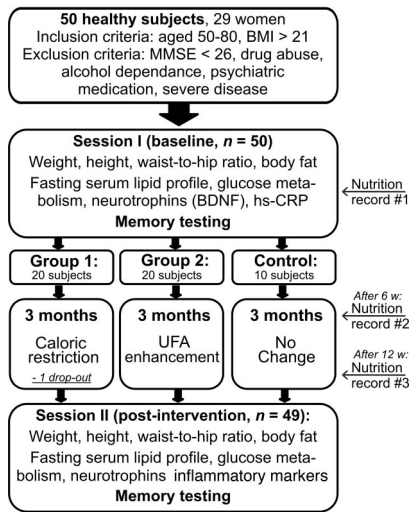 50 healthy subjects, 29 women
Inclusion criteria: aged 50-80, BMI > 21
Exclusion criteria: MMSE < 26, drug abuse,
alcohol dependance, psychiatric
medication, severe disease
Session I (baseline, n = 50)
Weight, height, waist-to-hip ratio, body fat
Fasting serum lipid profile, glucose meta-
bolism, neurotrophins (BDNF), hs-CRP
Memory testing
Nutrition
record #1
Group 1:
20 subjects
Group 2:
20 subjects
Control:
10 subjects
3 months
Caloric
restriction
- 1 drop-out
3 months
UFA
enhancement
3 months
No
Change
After 6 w:
Nutrition
record #2
After 12 w:
Nutrition
record #3
Session II (post-intervention, n = 49):
Weight, height, waist-to-hip ratio, body fat
Fasting serum lipid profile, glucose meta-
bolism, neurotrophins inflammatory markers
Memory testing